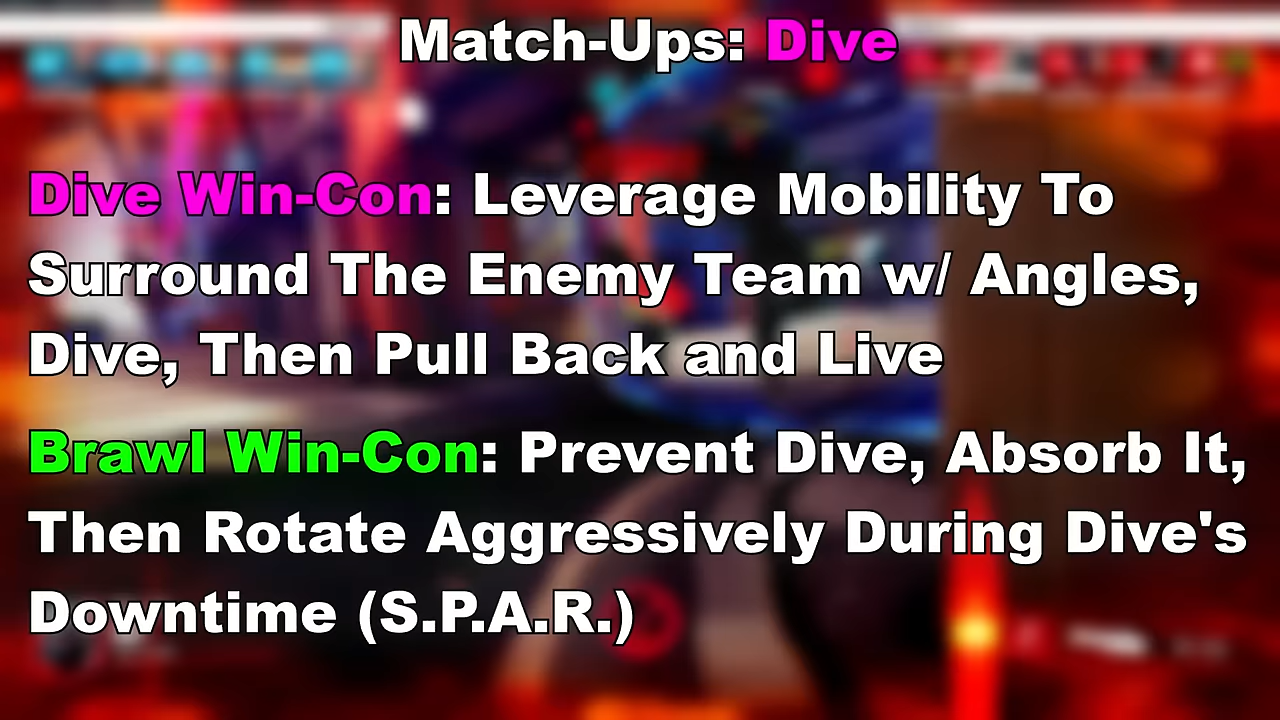 Match-Ups: Dive
Dive Win-Con: Leverage Mobility To
Surround The Enemy Team w/ Angles,
Dive, Then Pull Back and Live
Brawl Win-Con: Prevent Dive, Absorb It,
Then Rotate Aggressively During Dive's
Downtime (S.P.A.R.)